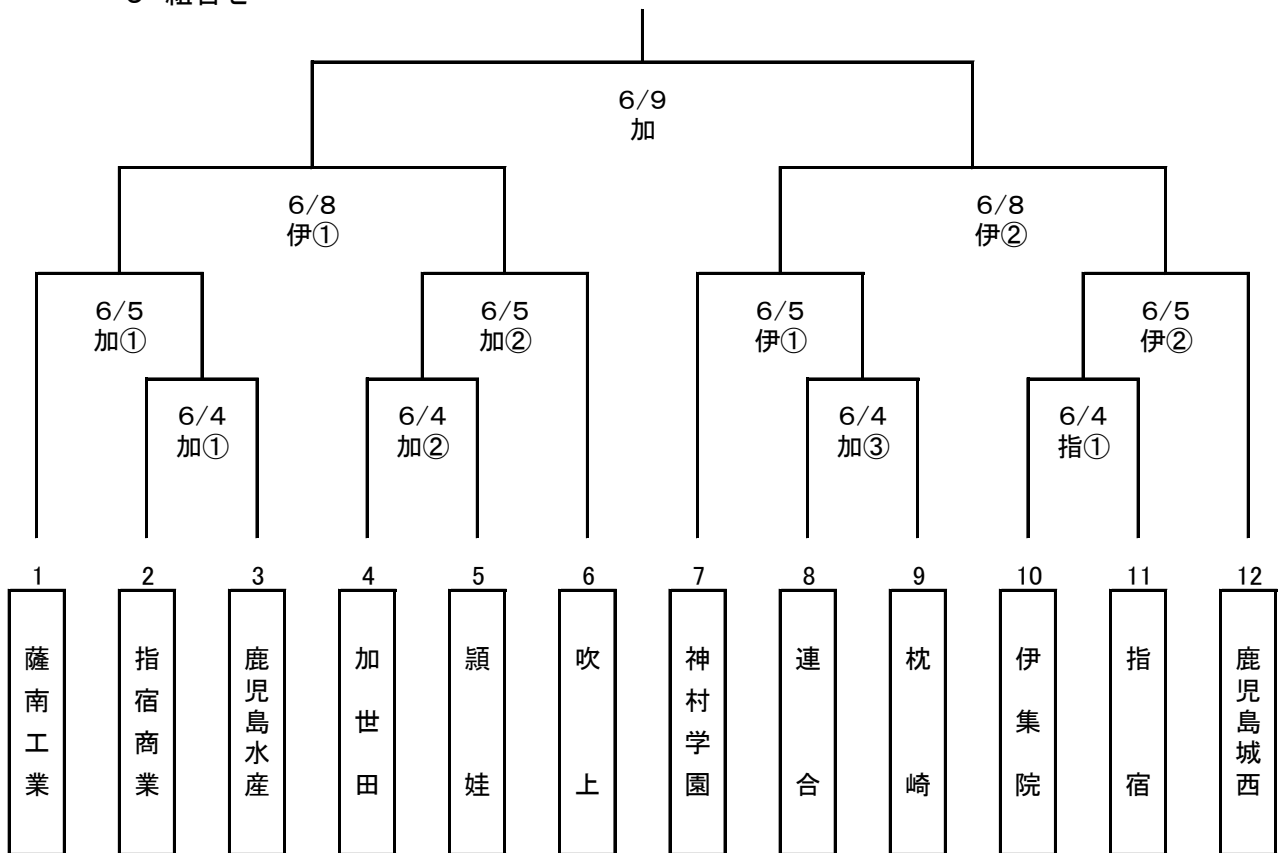 組合せ
6/9
加
6/8
伊①
6/8
伊②
6/5
加①
6/5
加②
6/5
伊①
6/5
伊②
6/4
加①
6/4
加②
6/4
加③
6/4
指①
1
2
3
4
5
6
7
8
9
10
11
12
薩南工業
指宿商業
鹿児島水産
加世田
頴娃
吹上
神村学園
連合
枕崎
伊集院
指宿
鹿児島城西